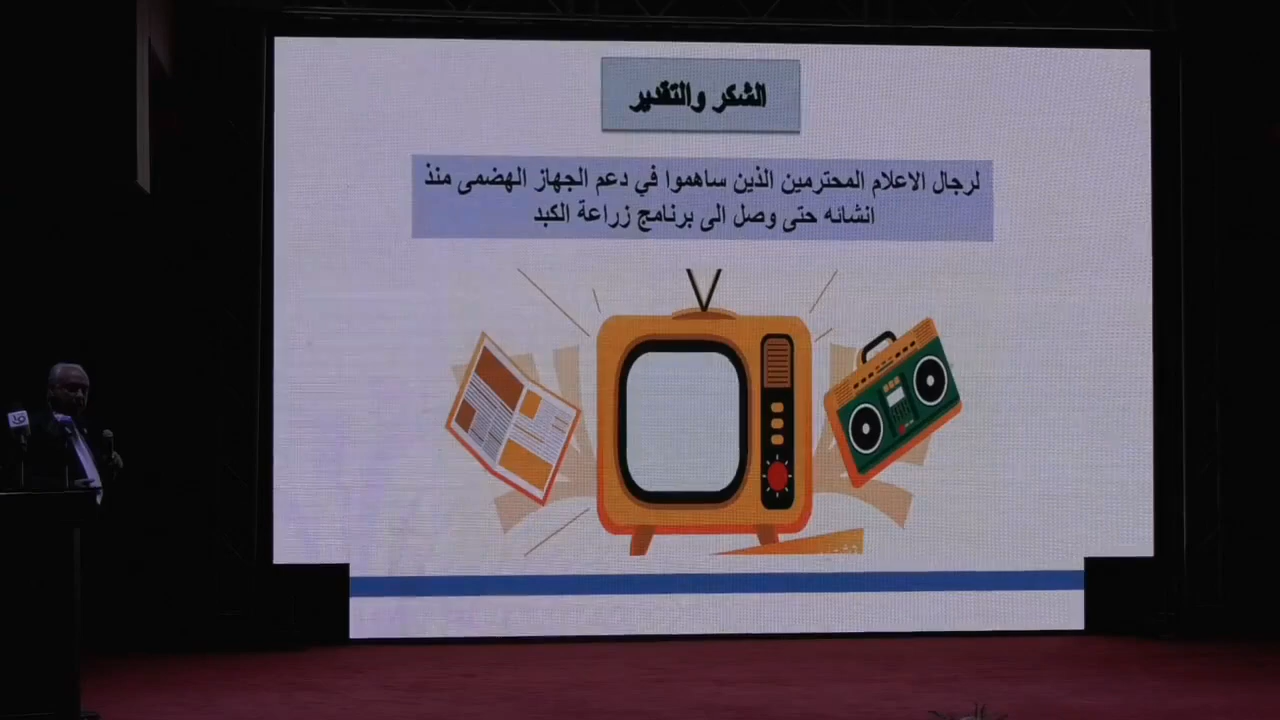 الشكر والتقدير
لرجال الاعلام المحترمين الذين ساهموا في دعم الجهاز الهضمى منذ
انشائه حتى وصل الى برنامج زراعة الكبد